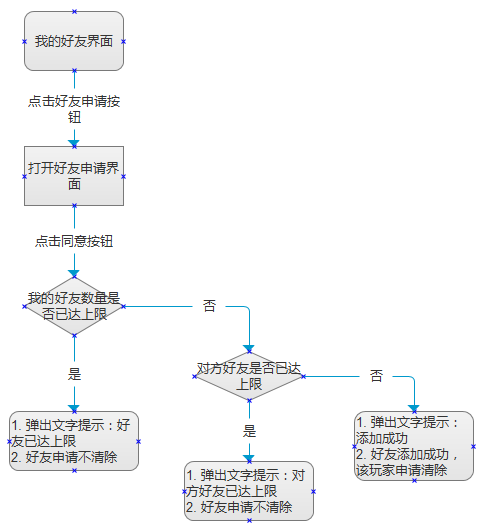 我的好友界面
点击好友申请按
钮
打开好友申请界
面
点击同意按钮
我的好友数量是
否已达上限
否
对方好友是否已达
上限
是
否
1. 弹出文字提示：好
友已达上限
2. 好友申请不清除
是
1. 弹出文字提示：对
方好友已达上限
2. 好友申请不清除
1. 弹出文字提示：
添加成功
2. 好友添加成功，
该玩家申请清除